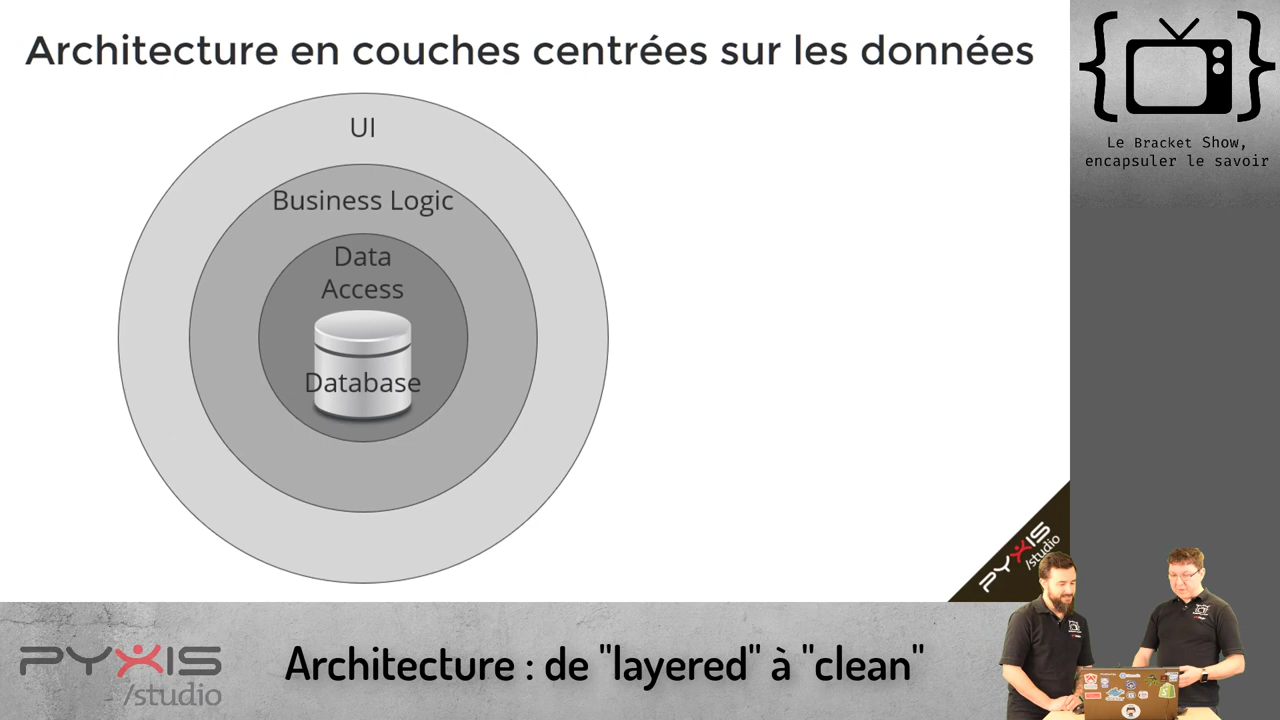 Architecture en couches centrées sur les données
UI
Business Logic
Data
Access
Database
Le Bracket Show,
encapsuler le savoir
PYXIS
/studio
PYXIS
/studio
Architecture : de "layered" à "clean"